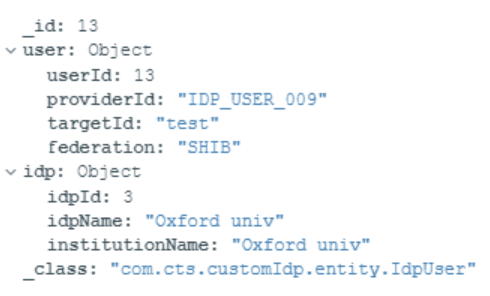 _id: 13
user: Object
userId: 13
providerId: "IDP_USER_009"
targetId: "test"
federation: "SHIB"
idp: Object
idpId: 3
idpName: "Oxford univ"
institutionName: "Oxford univ"
_class: "com.cts.customIdp.entity.IdpUser"